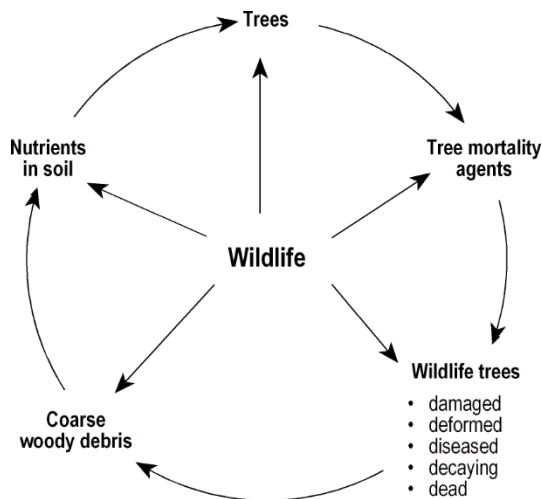 Trees
Nutrients
in soil
Tree mortality
agents
Wildlife
Wildlife trees
• damaged
• deformed
• diseased
• decaying
• dead
Coarse
woody debris